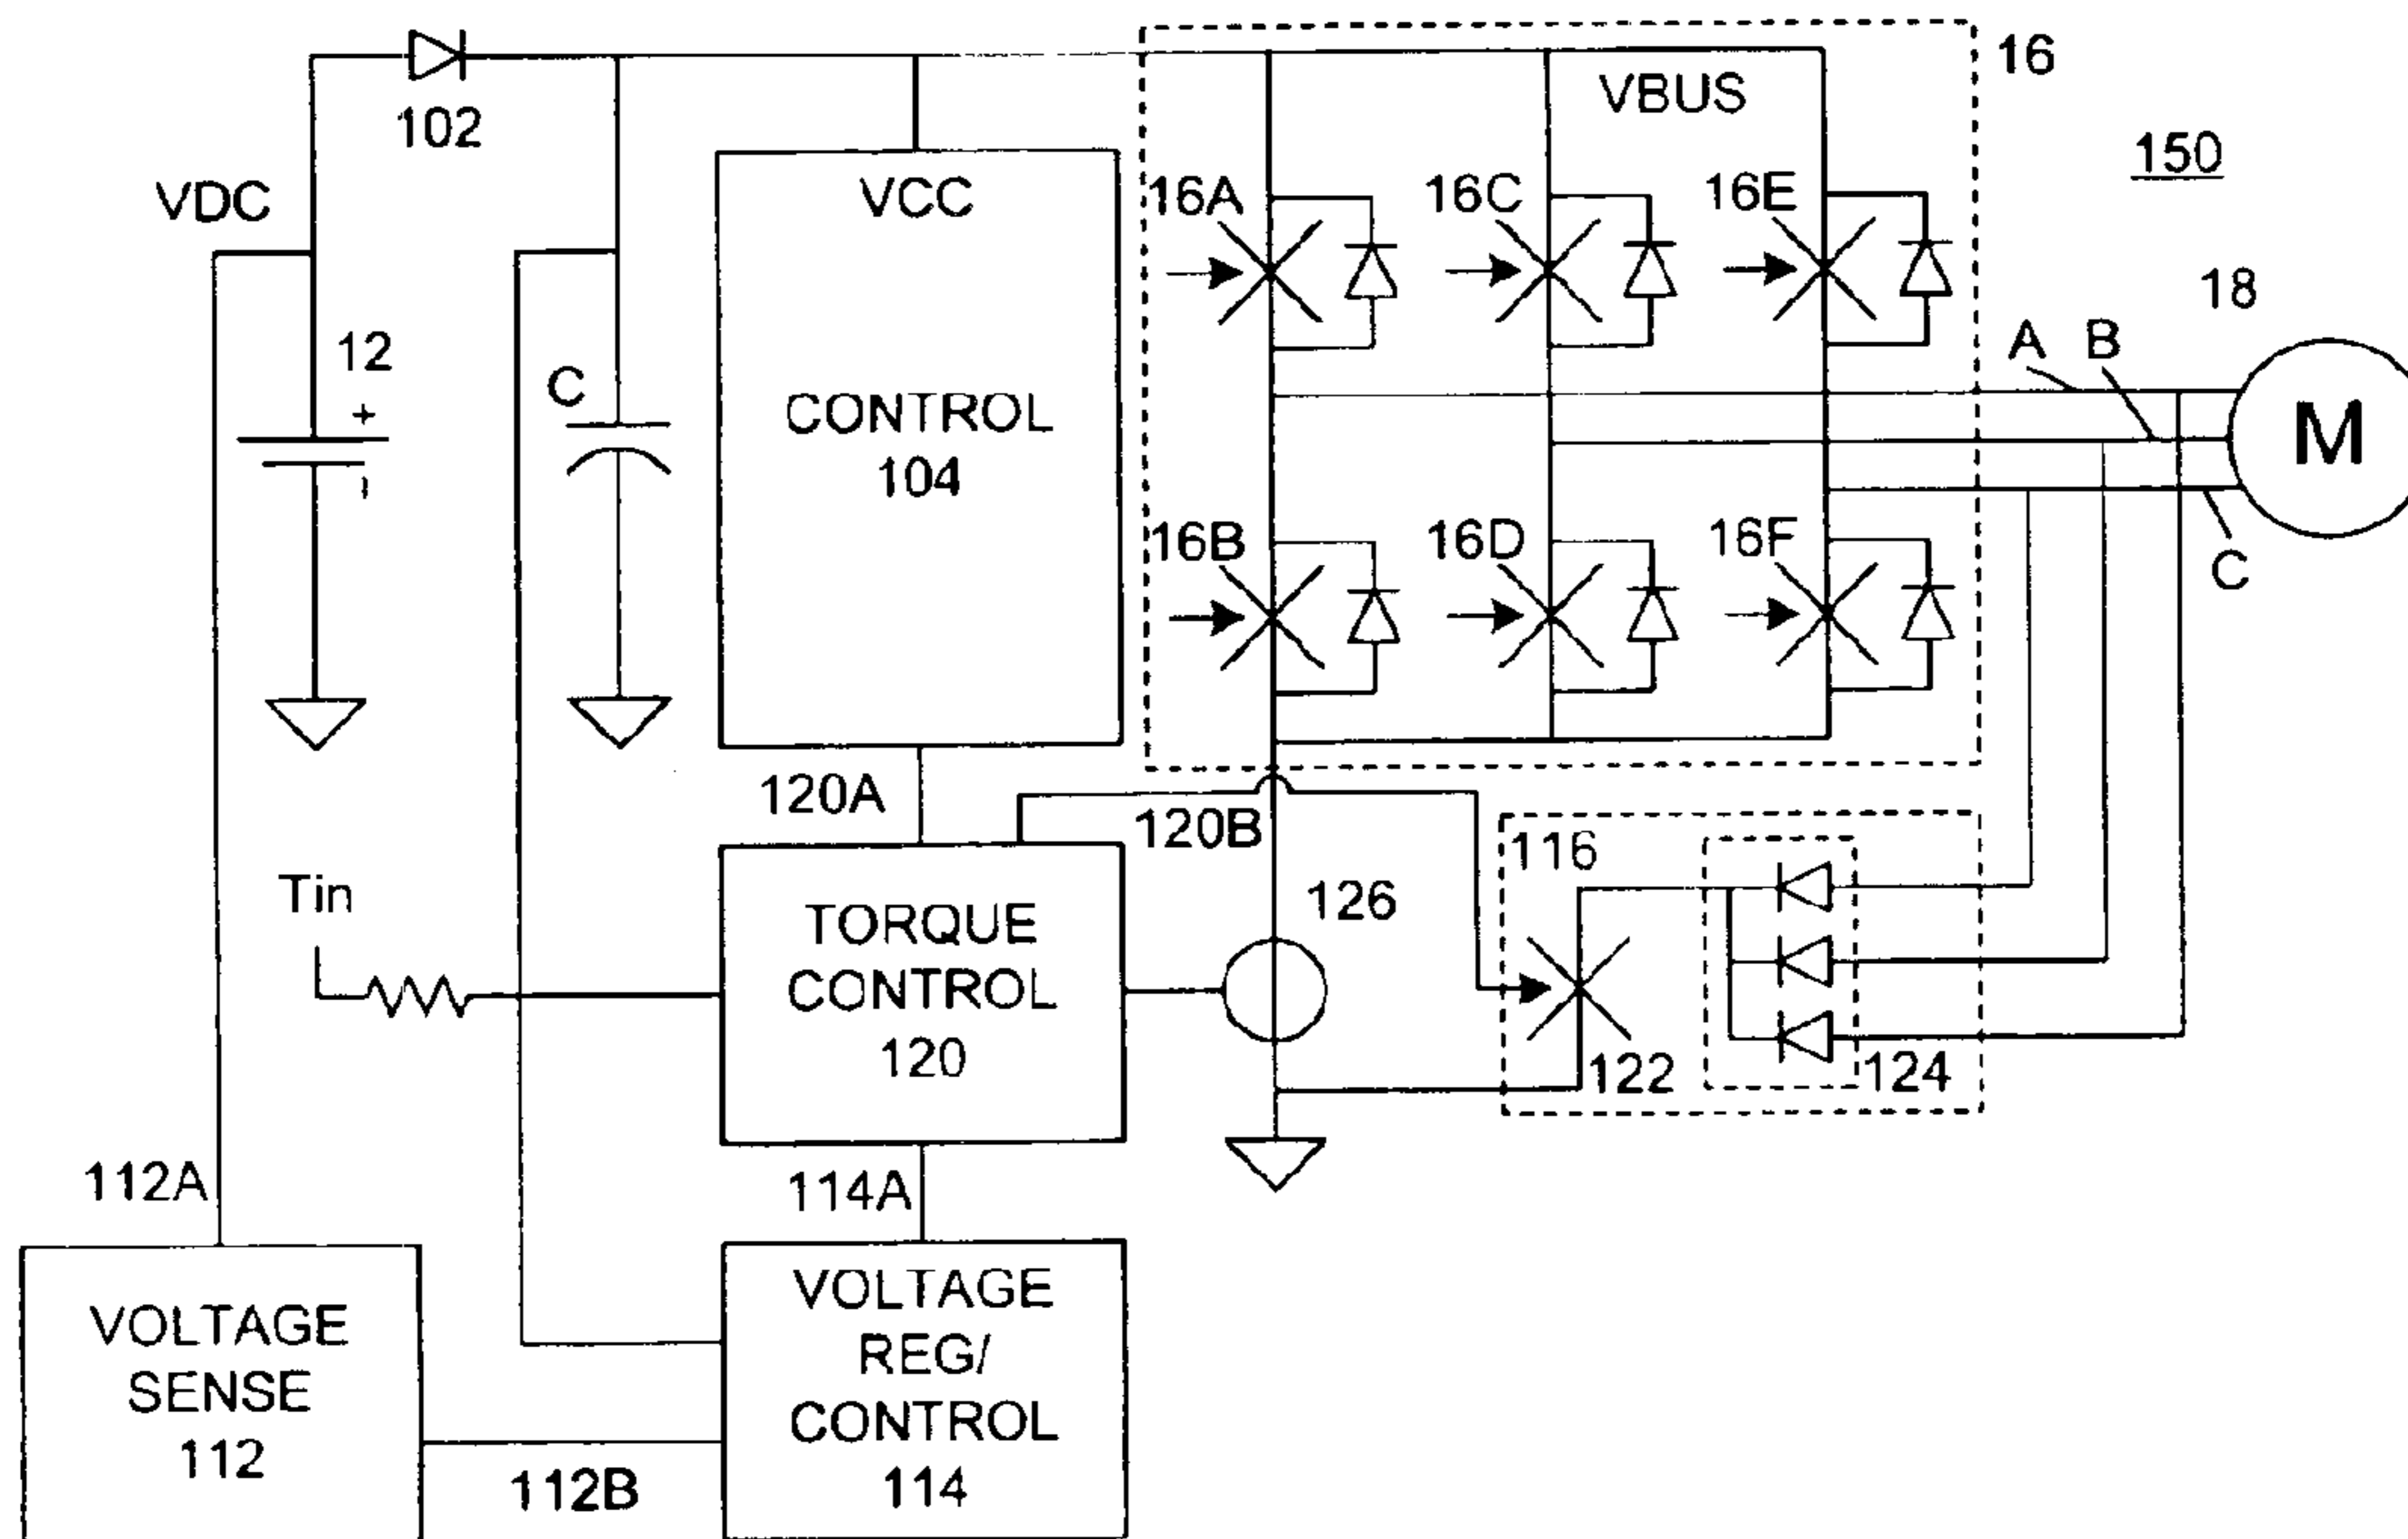 16
VBUS
102
150
VDC
VCC
16A
16C
16E
18
12
+
-
C
CONTROL
104
A
B
M
16B
16D
16F
C
120A
120B
116
Tin
TORQUE
CONTROL
120
126
122
124
112A
114A
VOLTAGE
SENSE
112
VOLTAGE
REG/
CONTROL
114
112B